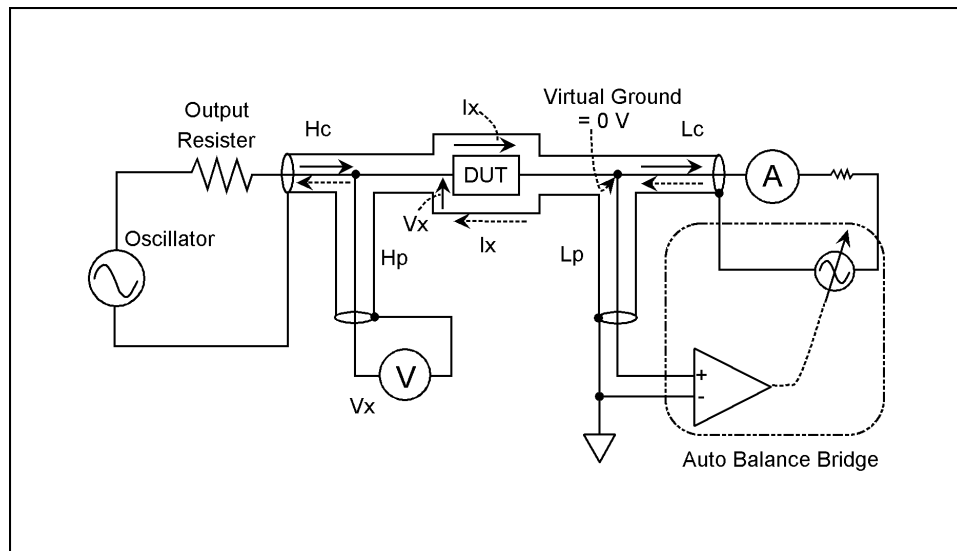 Output
Resister
Hc
Ix
Virtual Ground
= 0 V
Lc
DUT
A
Vx
Ix
Oscillator
Hp
Lp
V
Vx
+
-
Auto Balance Bridge